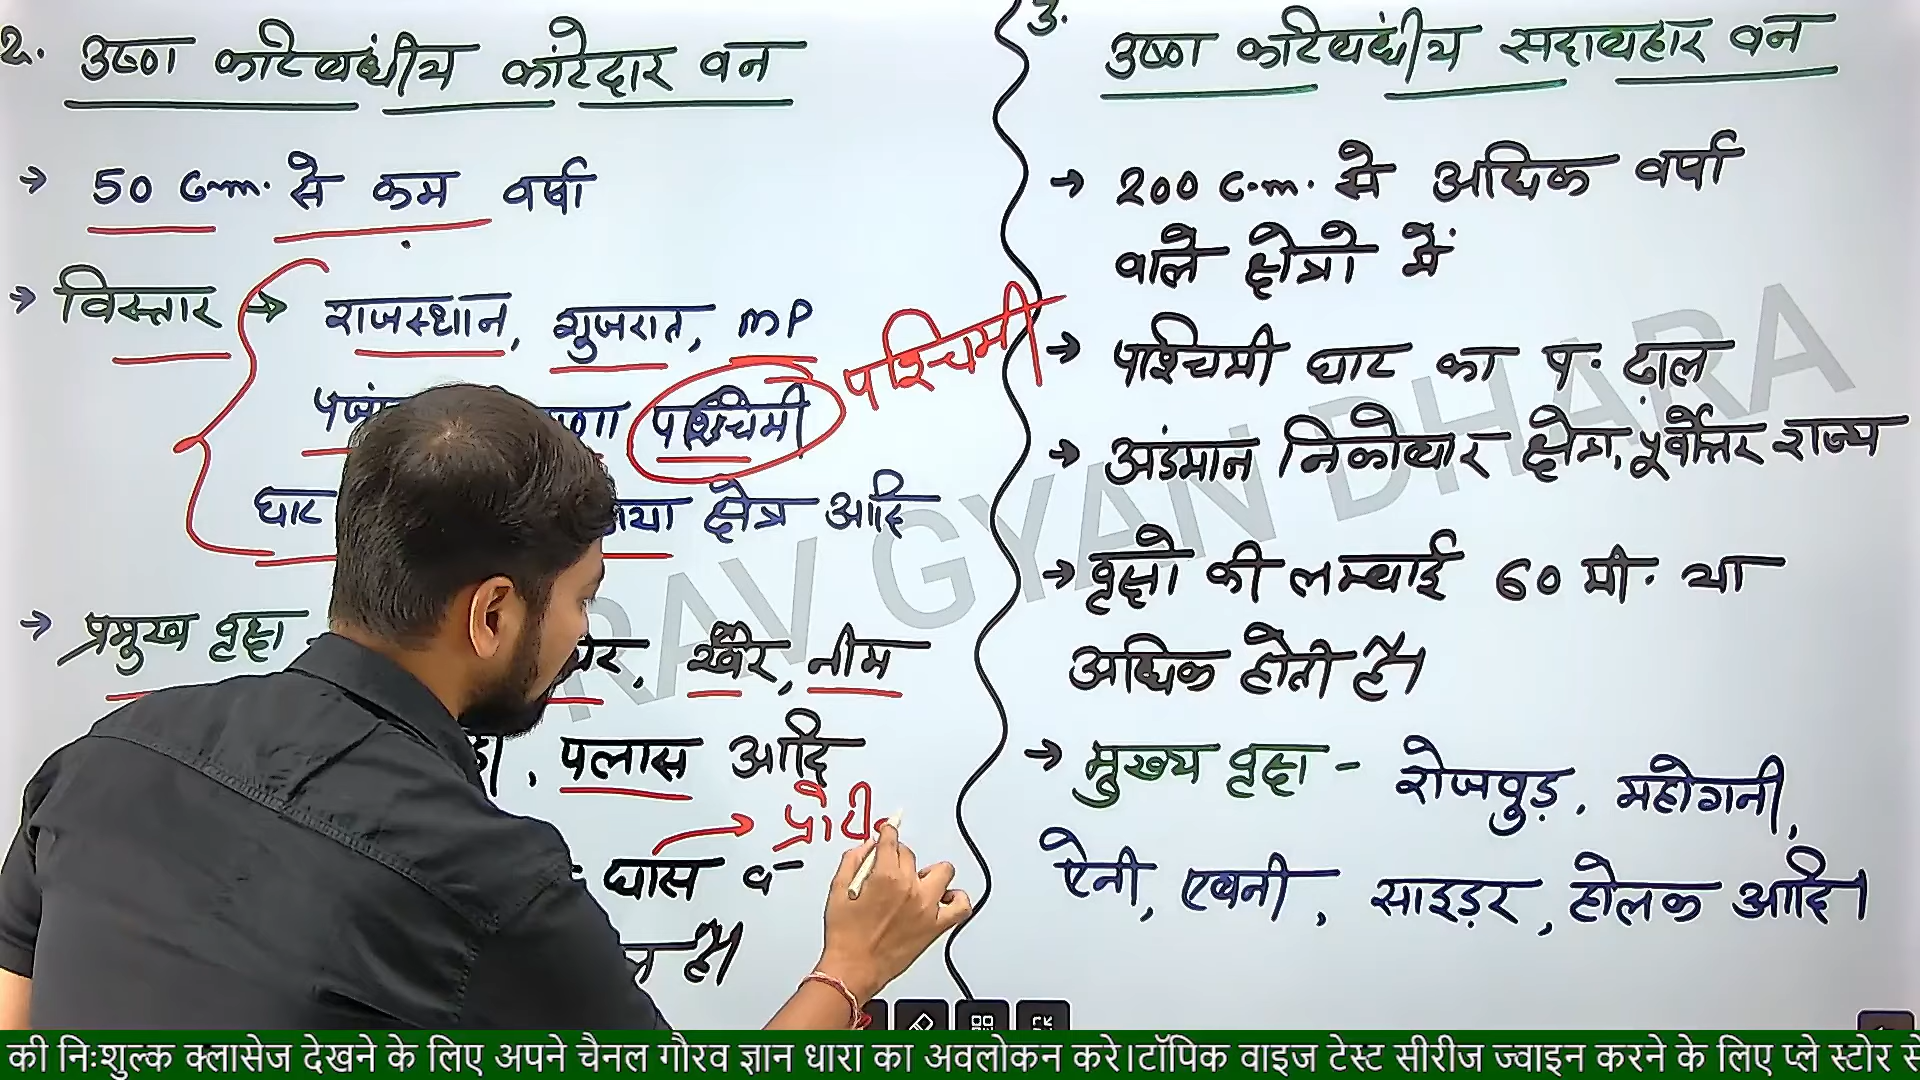 2. उष्ण कटिबंधीय कांटेदार वन
→ 50 c.m. से कम वर्षा
→ विस्तार → राजस्थान, गुजरात, MP
पश्चिमी
पश्चिमी
घाट क्षेत्र आदि
→ प्रमुख वृक्ष खैर, नीम
, पलास आदि
→ प्रोटी
घास व
है।
3.
उष्ण कटिबंधीय सदाबहार वन
→ 200 c.m. से अधिक वर्षा
वाले क्षेत्रो में
→ पश्चिमी घाट का प. ढाल
→ अंडमान निकोबार क्षेत्र, पूर्वोत्तर राज्य
→ वृक्षो की लम्बाई 60 मी. या
अधिक होती है।
→ मुख्य वृक्ष - रोजवुड़, महोगनी,
ऐनी, एबनी, साइड़र, होलक आदि।
RAV GYAN DHARA
की निःशुल्क क्लासेज देखने के लिए अपने चैनल गौरव ज्ञान धारा का अवलोकन करे।टॉपिक वाइज टेस्ट सीरीज ज्वाइन करने के लिए प्ले स्टोर से